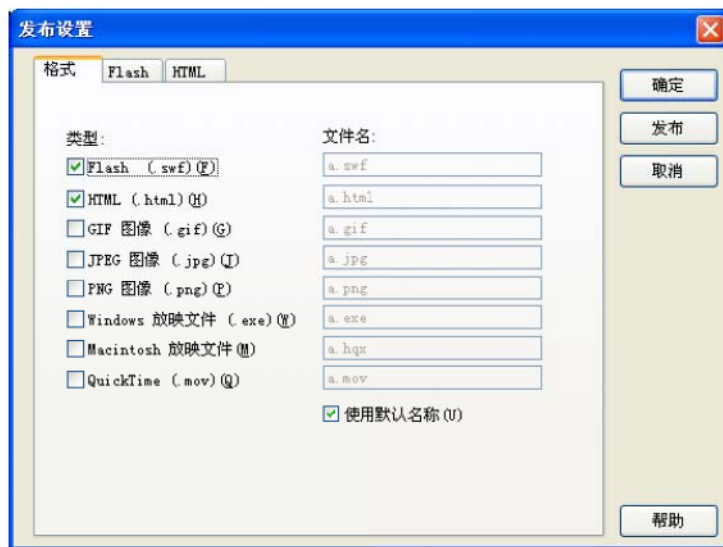 发布设置
格式 Flash HTML
确定
发布
取消
类型: 文件名:
Flash (.swf)(F) a.swf
HTML (.html)(H) a.html
GIF 图像 (.gif)(G) a.gif
JPEG 图像 (.jpg)(J) a.jpg
PNG 图像 (.png)(P) a.png
Windows 放映文件 (.exe)(W) a.exe
Macintosh 放映文件(M) a.hqx
QuickTime (.mov)(Q) a.mov
使用默认名称(U)
帮助